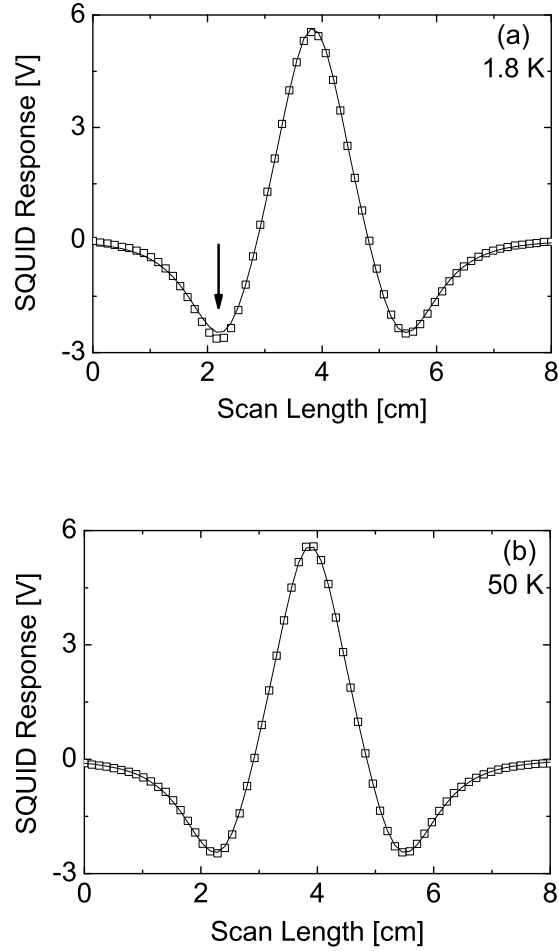 6
3
0
-3
SQUID Response [V]
(a)
1.8 K
0
2
4
6
8
Scan Length [cm]
6
3
0
-3
SQUID Response [V]
(b)
50 K
0
2
4
6
8
Scan Length [cm]